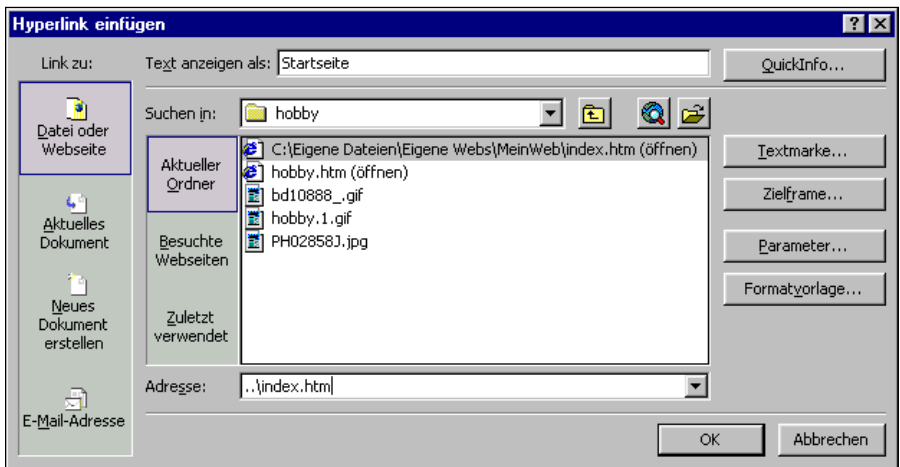 Hyperlink einfügen
Link zu:
Text anzeigen als: Startseite
QuickInfo...
Datei oder
Webseite
Aktuelles
Dokument
Neues
Dokument
erstellen
E-Mail-Adresse
Suchen in: hobby
Aktueller
Ordner
Besuchte
Webseiten
Zuletzt
verwendet
C:\Eigene Dateien\Eigene Webs\MeinWeb\index.htm (öffnen)
hobby.htm (öffnen)
bd10888_.gif
hobby.1.gif
PH02858J.jpg
Textmarke...
Zielframe...
Parameter...
Formatvorlage...
Adresse: ..\index.htm
OK
Abbrechen